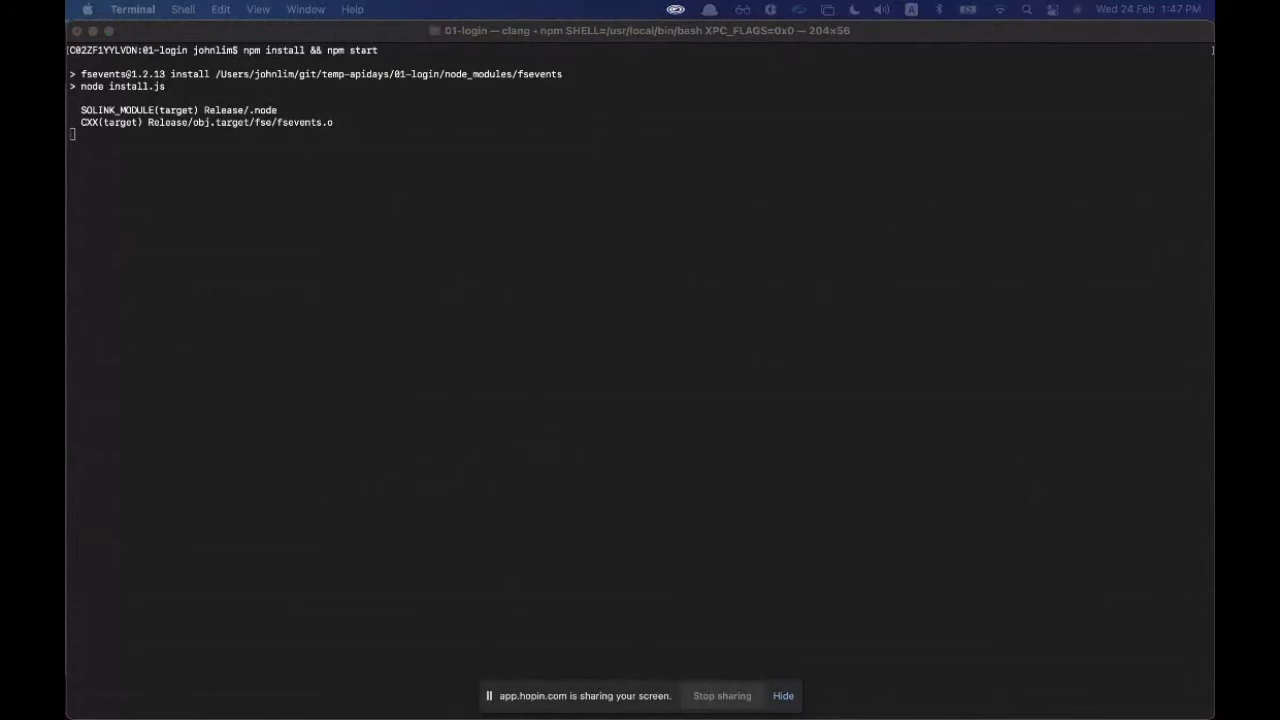 Terminal Shell Edit View Window Help Wed 24 Feb 1:47 PM
01-login — clang ◂ npm SHELL=/usr/local/bin/bash XPC_FLAGS=0x0 — 204×56
[C02ZF1YYLVDN:01-login johnlim$ npm install && npm start ]
> fsevents@1.2.13 install /Users/johnlim/git/temp-apidays/01-login/node_modules/fsevents
> node install.js
SOLINK_MODULE(target) Release/.node
CXX(target) Release/obj.target/fse/fsevents.o
app.hopin.com is sharing your screen. Stop sharing Hide